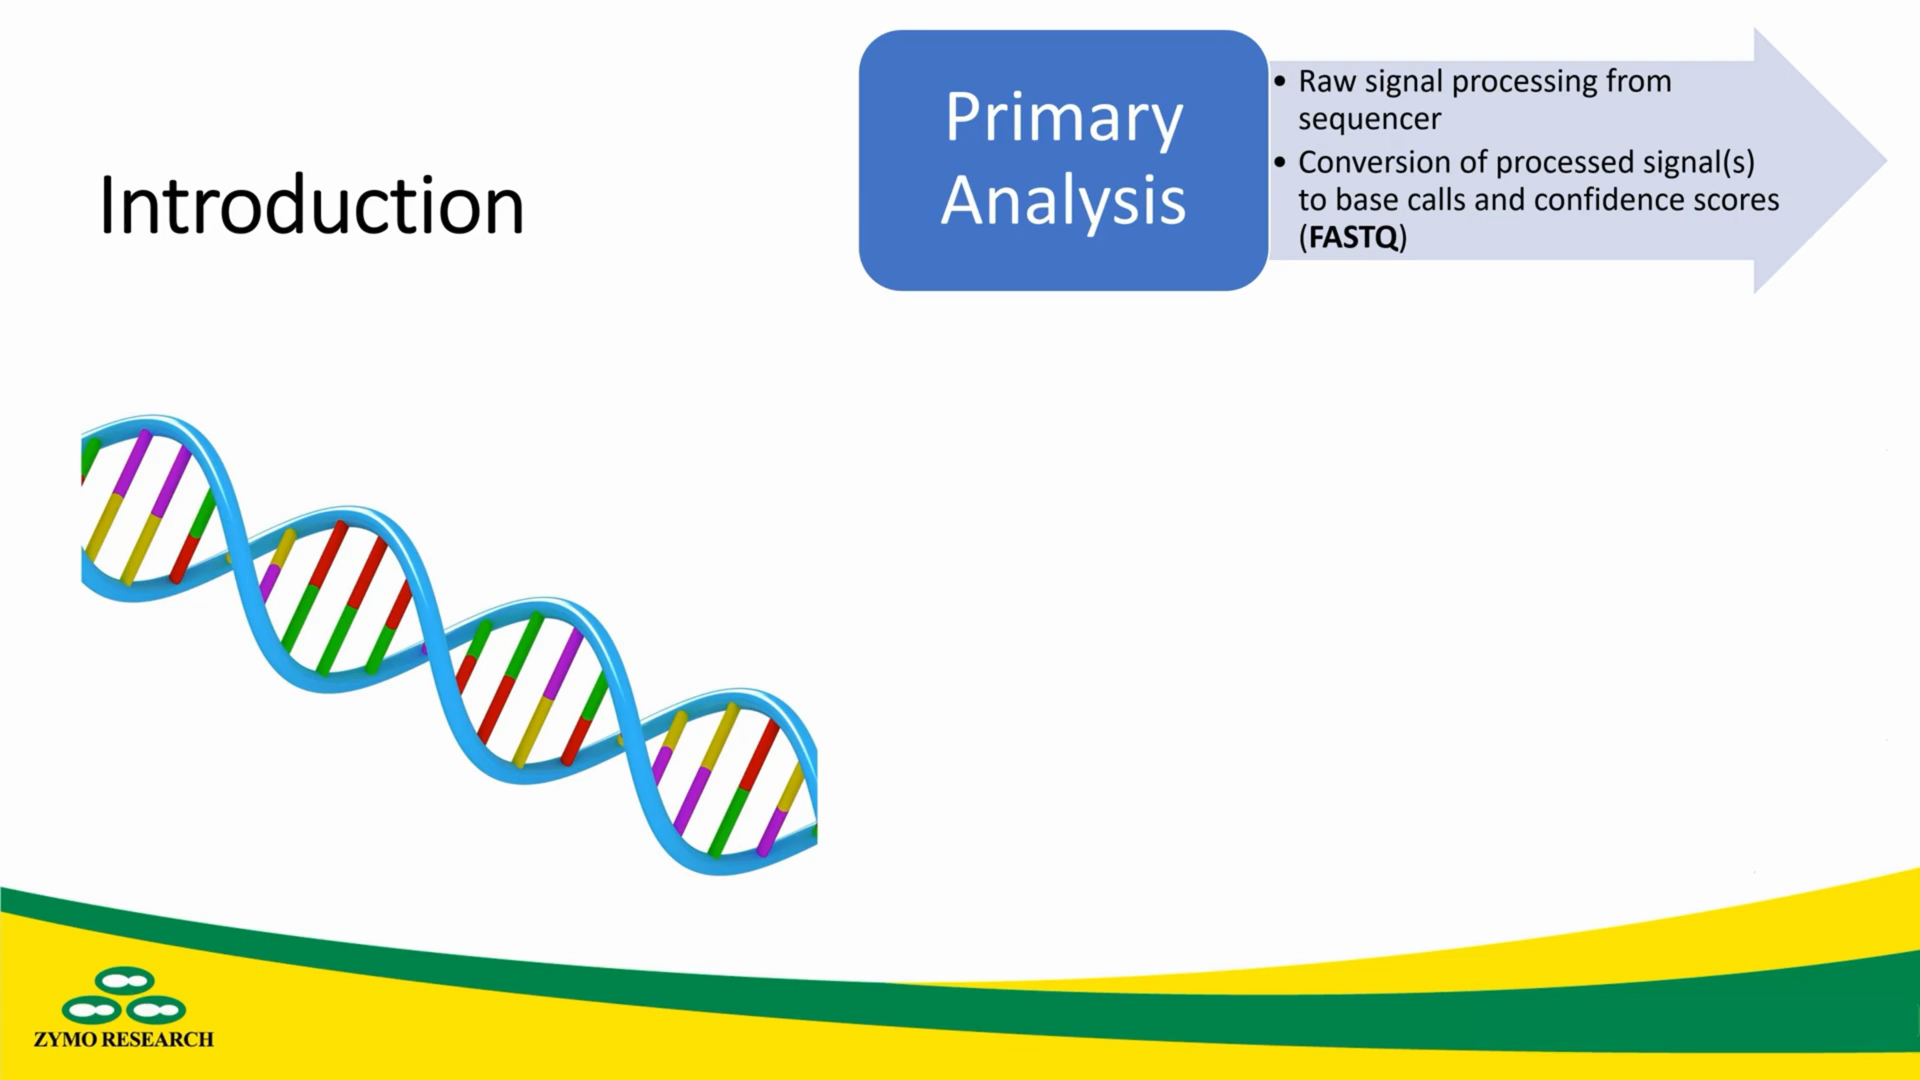 Introduction
Primary
Analysis
• Raw signal processing from
sequencer
• Conversion of processed signal(s)
to base calls and confidence scores
(FASTQ)
ZYMO RESEARCH